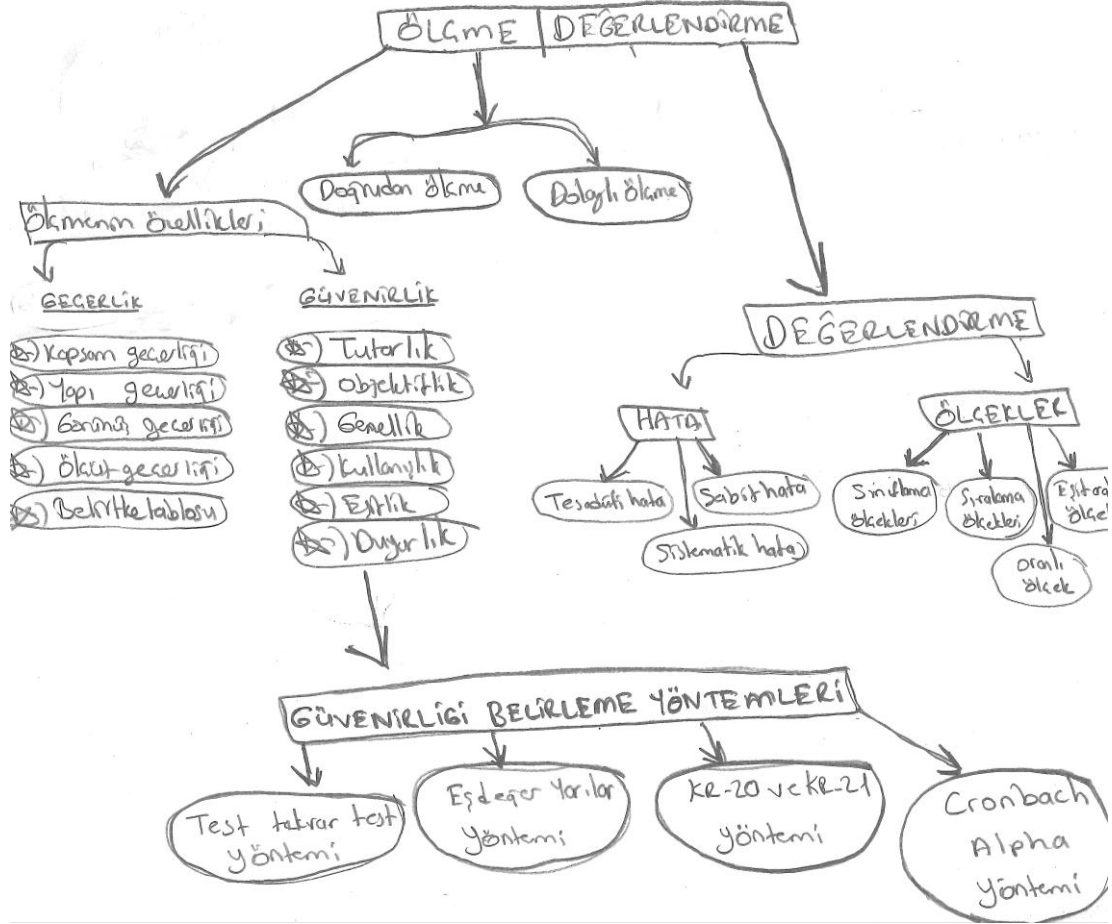 ÖLÇME | DEĞERLENDİRME
Doğrudan ölçme
Dolaylı ölçme
Ölçmenin özellikleri
GEÇERLİK
GÜVENİRLİK
Kapsam geçerliği
Yapı geçerliği
Görünüş geçerliği
Ölçüt geçerliği
Belirtke tablosu
Tutarlık
Objektiflik
Genellik
Kullanışlık
Eşitlik
Duyarlık
DEĞERLENDİRME
HATA
ÖLÇEKLER
Tesadüfi hata
Sabit hata
Sistematik hata
Sınıflama
ölçekleri
Sıralama
ölçekleri
Eşit
ölçek
oranlı
ölçek
GÜVENİRLİGİ BELİRLEME YÖNTEMLERİ
Test tekrar test
yöntemi
Eşdeğer Yarılar
yöntemi
KR-20 ve KR-21
yöntemi
Cronbach
Alpha
yöntemi